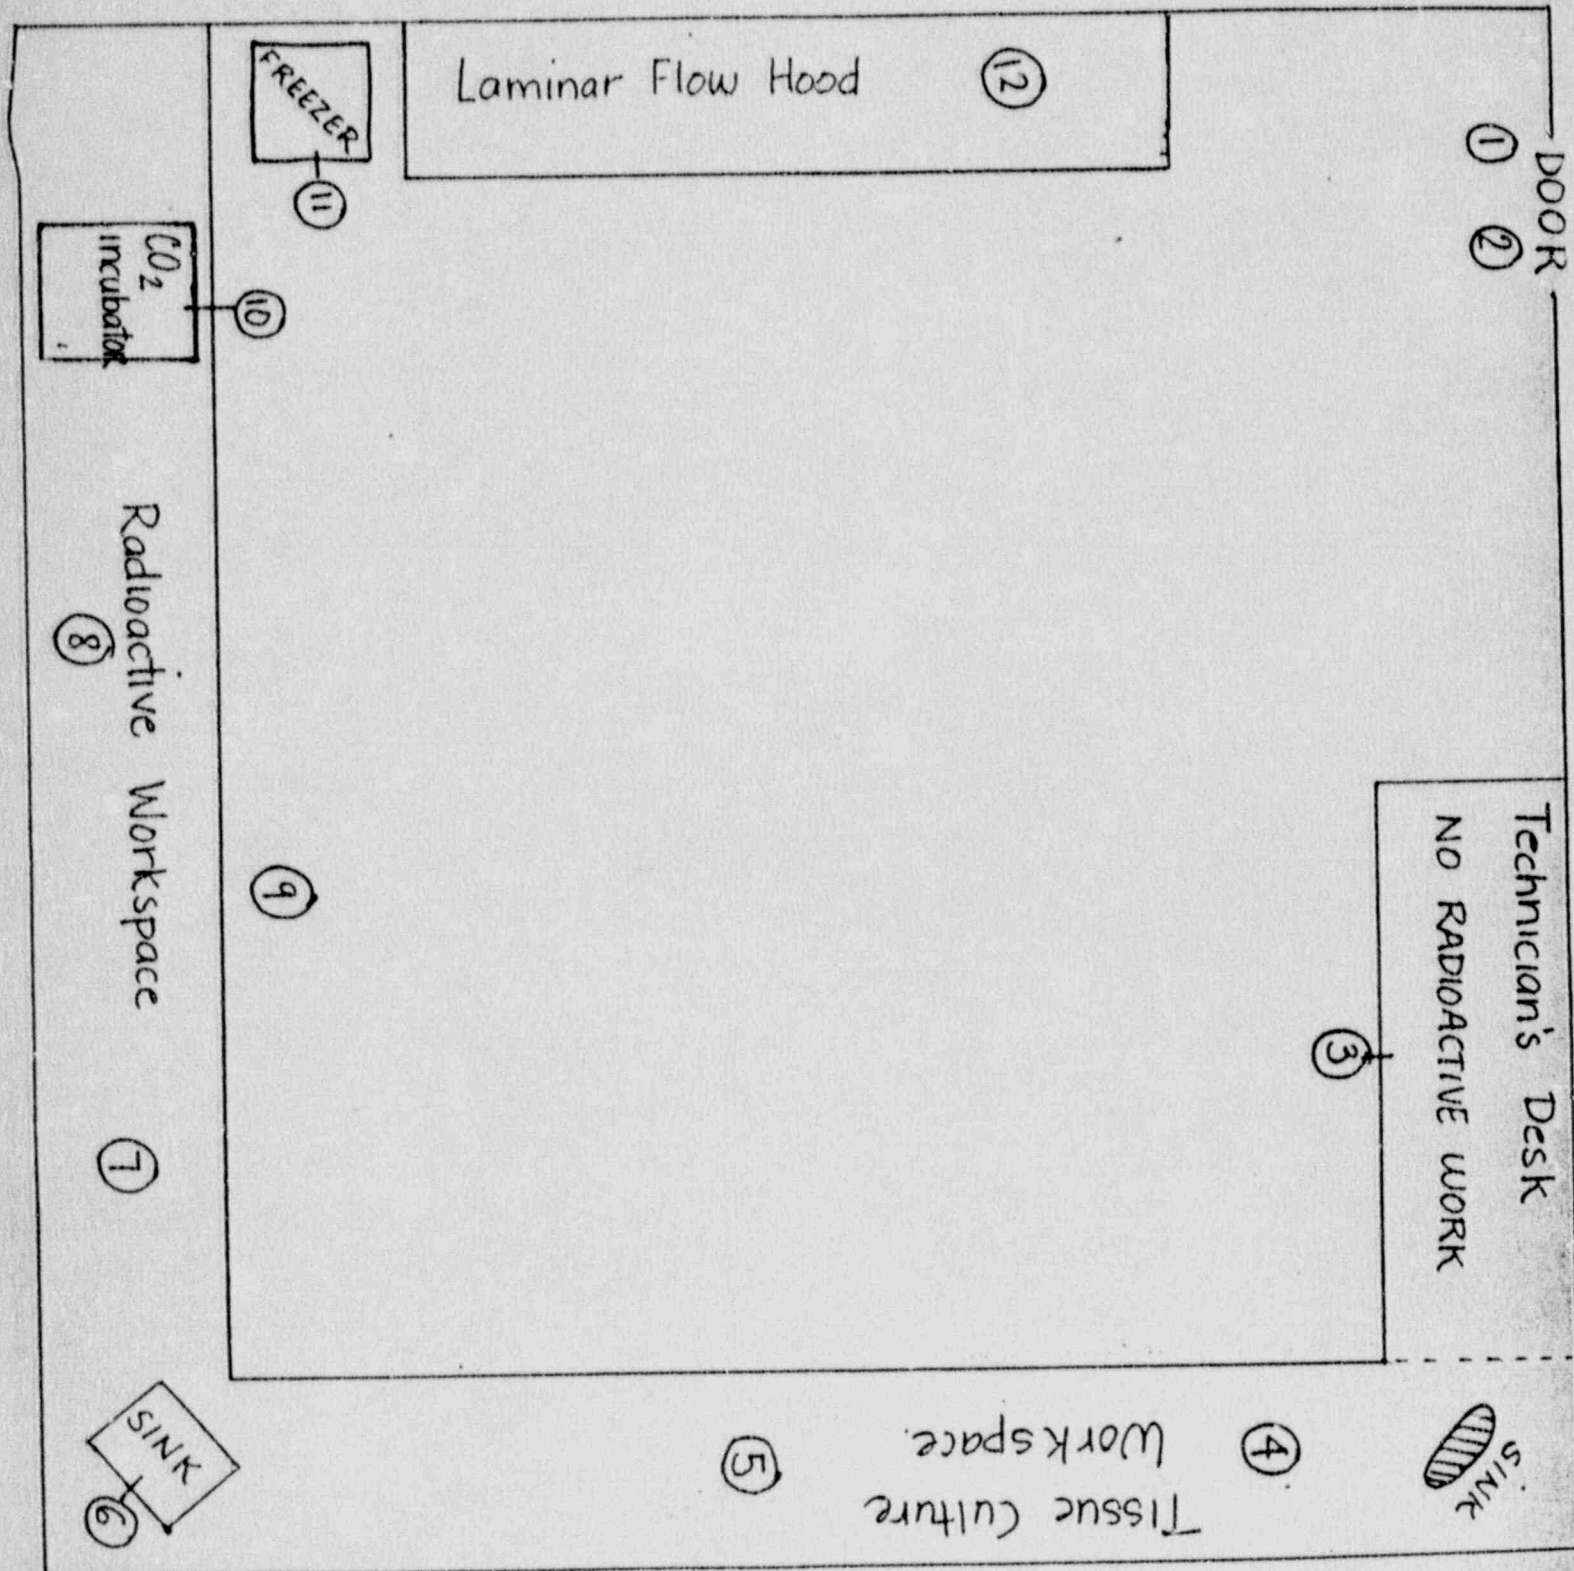 FREEZER
Laminar Flow Hood
⑫
①
DOOR
②
⑪
CO₂
incubator
⑩
Radioactive Workspace
⑧
⑨
⑦
Technician's Desk
NO RADIOACTIVE WORK
③
SINK
⑥
Tissue Culture
Workspace
⑤
④
SINK